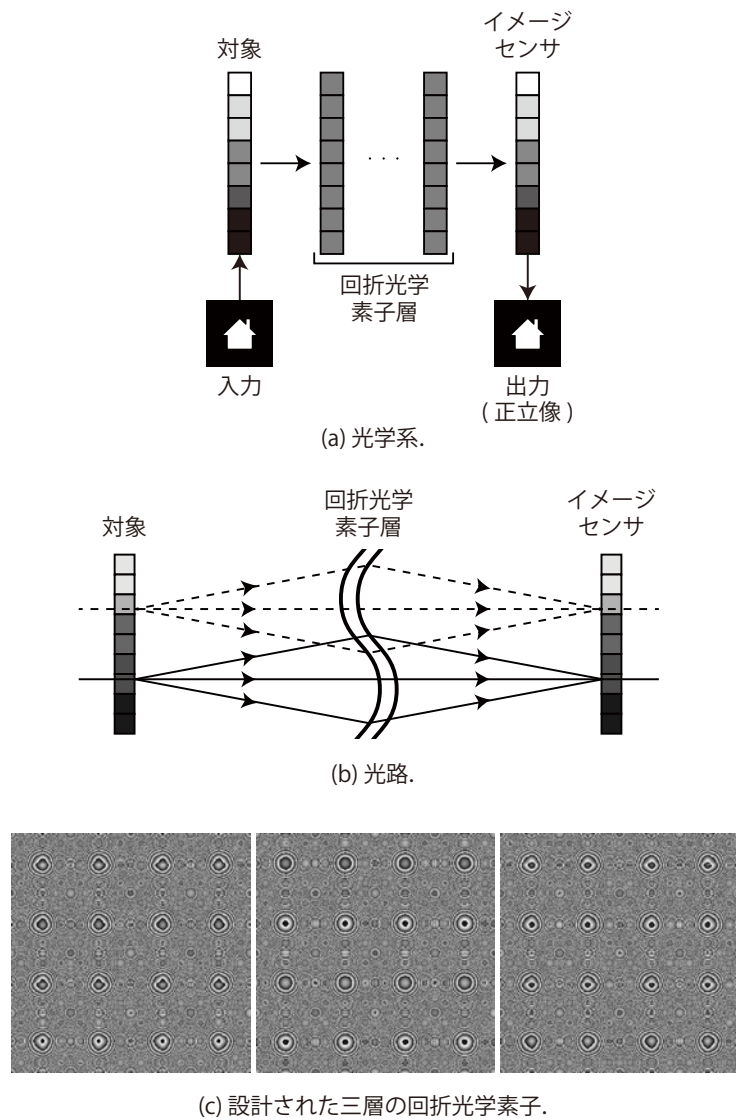 対象
イメージ
センサ
· · ·
回折光学
素子層
入力
出力
( 正立像 )
(a) 光学系.
対象
回折光学
素子層
イメージ
センサ
(b) 光路.
(c) 設計された三層の回折光学素子.